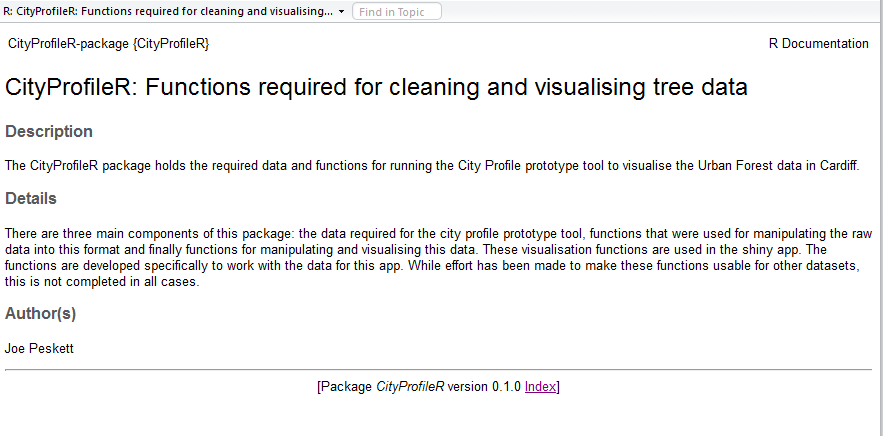 R: CityProfileR: Functions required for cleaning and visualising... Find in Topic
CityProfileR-package {CityProfileR} R Documentation
CityProfileR: Functions required for cleaning and visualising tree data
Description
The CityProfileR package holds the required data and functions for running the City Profile prototype tool to visualise the Urban Forest data in Cardiff.
Details
There are three main components of this package: the data required for the city profile prototype tool, functions that were used for manipulating the raw
data into this format and finally functions for manipulating and visualising this data. These visualisation functions are used in the shiny app. The
functions are developed specifically to work with the data for this app. While effort has been made to make these functions usable for other datasets,
this is not completed in all cases.
Author(s)
Joe Peskett
[Package CityProfileR version 0.1.0 Index]